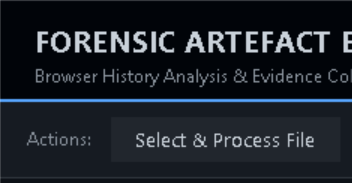 FORENSIC ARTEFACT
Browser History Analysis & Evidence
Actions: Select & Process File